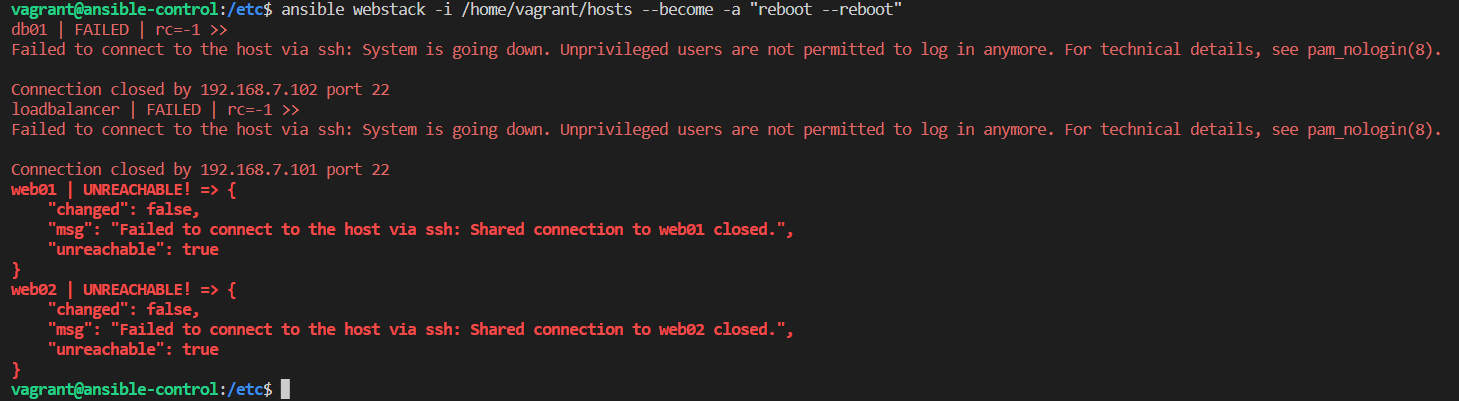 vagrant@ansible-control:/etc$ ansible webstack -i /home/vagrant/hosts --become -a "reboot --reboot"
db01 | FAILED | rc=-1 >>
Failed to connect to the host via ssh: System is going down. Unprivileged users are not permitted to log in anymore. For technical details, see pam_nologin(8).

Connection closed by 192.168.7.102 port 22
loadbalancer | FAILED | rc=-1 >>
Failed to connect to the host via ssh: System is going down. Unprivileged users are not permitted to log in anymore. For technical details, see pam_nologin(8).

Connection closed by 192.168.7.101 port 22
web01 | UNREACHABLE! => {
    "changed": false,
    "msg": "Failed to connect to the host via ssh: Shared connection to web01 closed.",
    "unreachable": true
}
web02 | UNREACHABLE! => {
    "changed": false,
    "msg": "Failed to connect to the host via ssh: Shared connection to web02 closed.",
    "unreachable": true
}
vagrant@ansible-control:/etc$